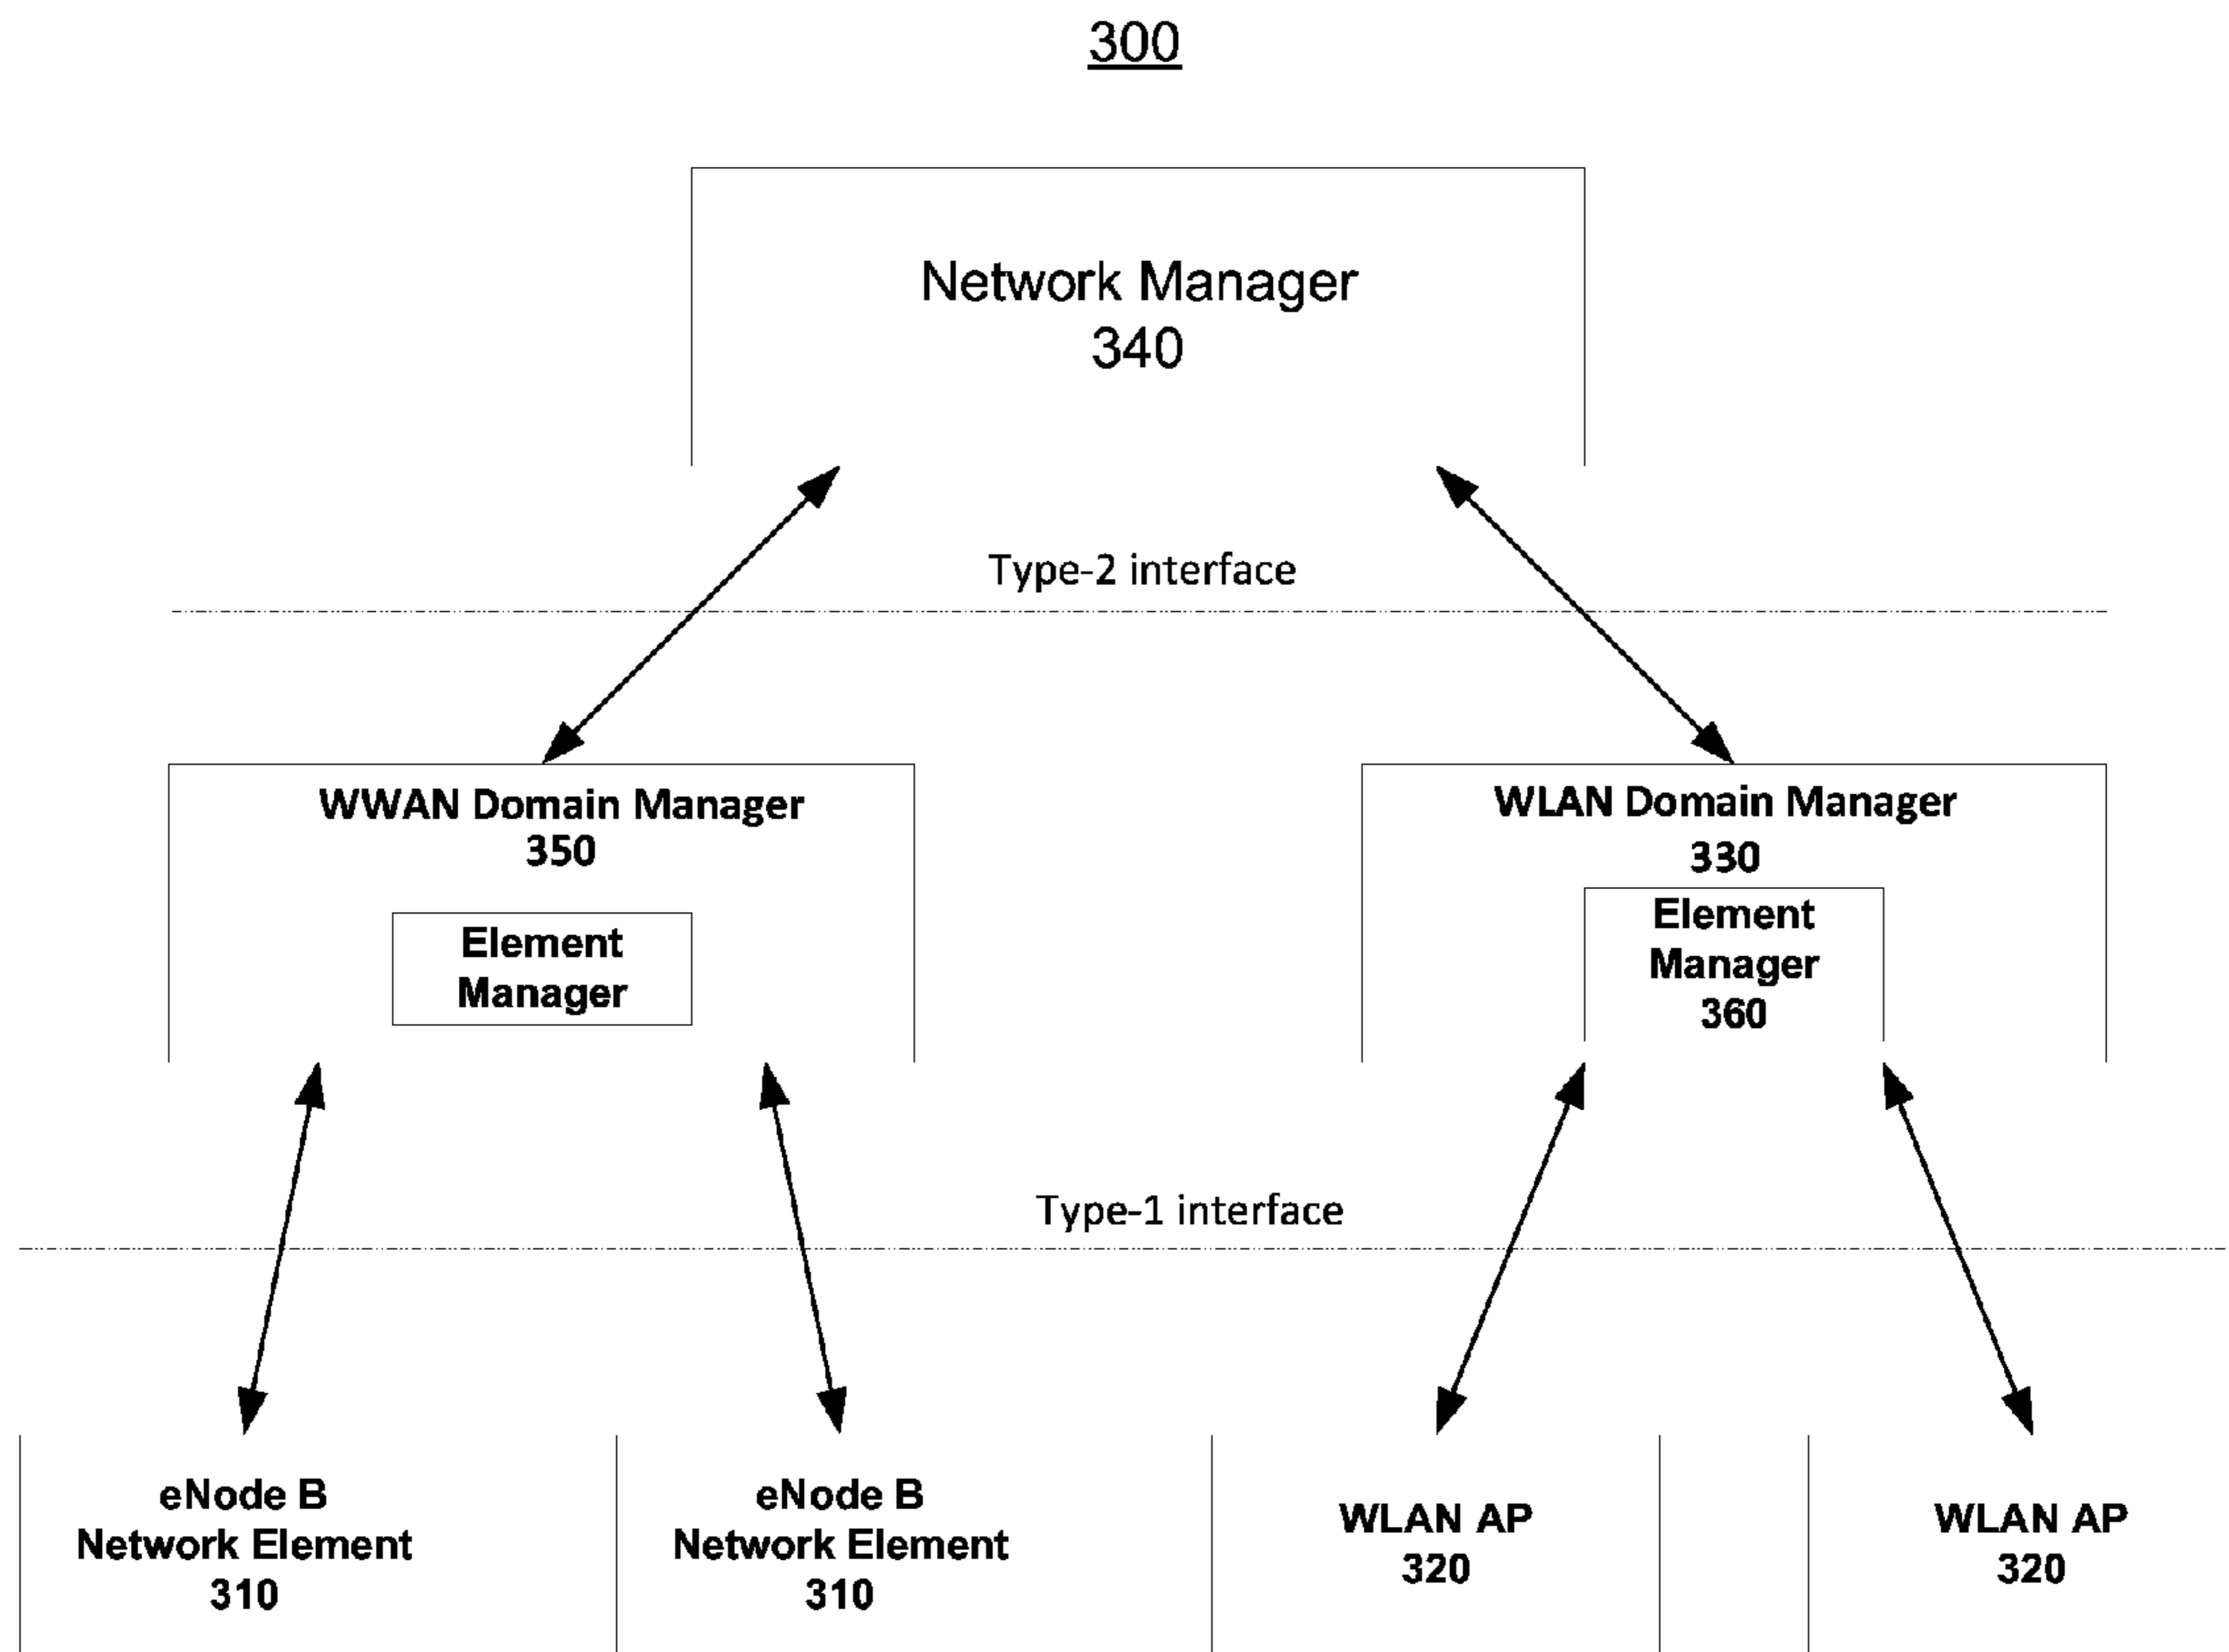 300
Network Manager
340
Type-2 interface
WWAN Domain Manager
350
Element
Manager
WLAN Domain Manager
330
Element
Manager
360
Type-1 interface
eNode B
Network Element
310
eNode B
Network Element
310
WLAN AP
320
WLAN AP
320